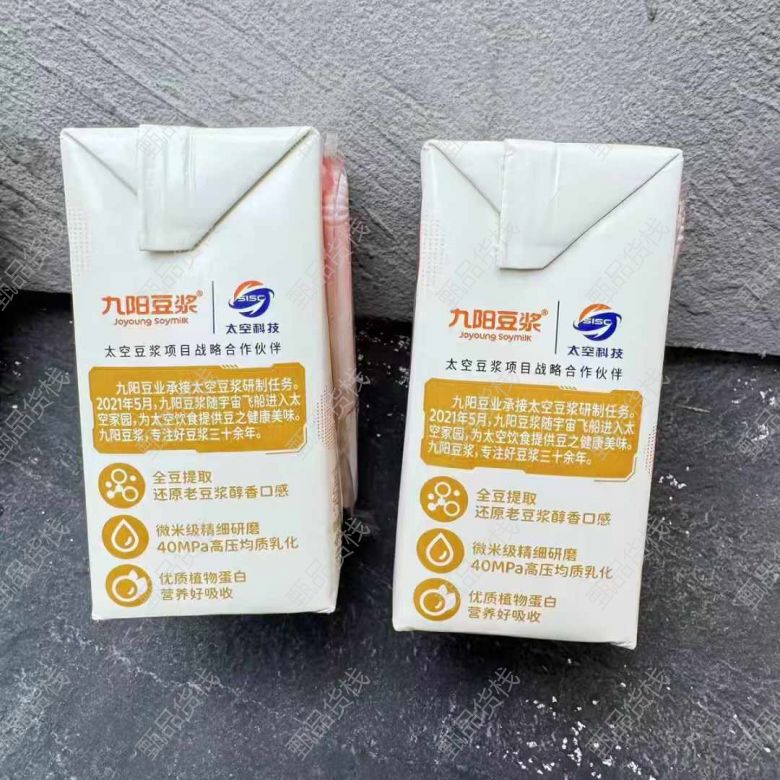 九阳豆浆®
Joyoung Soymilk
SISC
太空科技
太空豆浆项目战略合作伙伴
九阳豆业承接太空豆浆研制任务。
2021年5月,九阳豆浆随宇宙飞船进入太
空家园,为太空饮食提供豆之健康美味。
九阳豆浆,专注好豆浆三十余年。
全豆提取
还原老豆浆醇香口感
微米级精细研磨
40MPa高压均质乳化
优质植物蛋白
营养好吸收
九阳豆浆®
Joyoung Soymilk
SISC
太空科技
太空豆浆项目战略合作伙伴
九阳豆业承接太空豆浆研制任务。
2021年5月,九阳豆浆随宇宙飞船进入太
空家园,为太空饮食提供豆之健康美味。
九阳豆浆,专注好豆浆三十余年。
全豆提取
还原老豆浆醇香口感
微米级精细研磨
40MPa高压均质乳化
优质植物蛋白
营养好吸收
甄品货栈